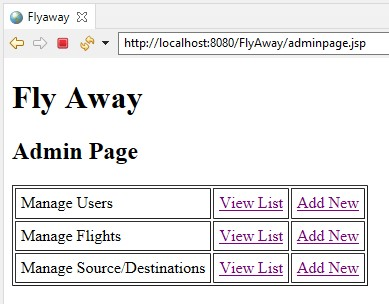 Flyaway
http://localhost:8080/FlyAway/adminpage.jsp
Fly Away
Admin Page
Manage Users View List Add New
Manage Flights View List Add New
Manage Source/Destinations View List Add New